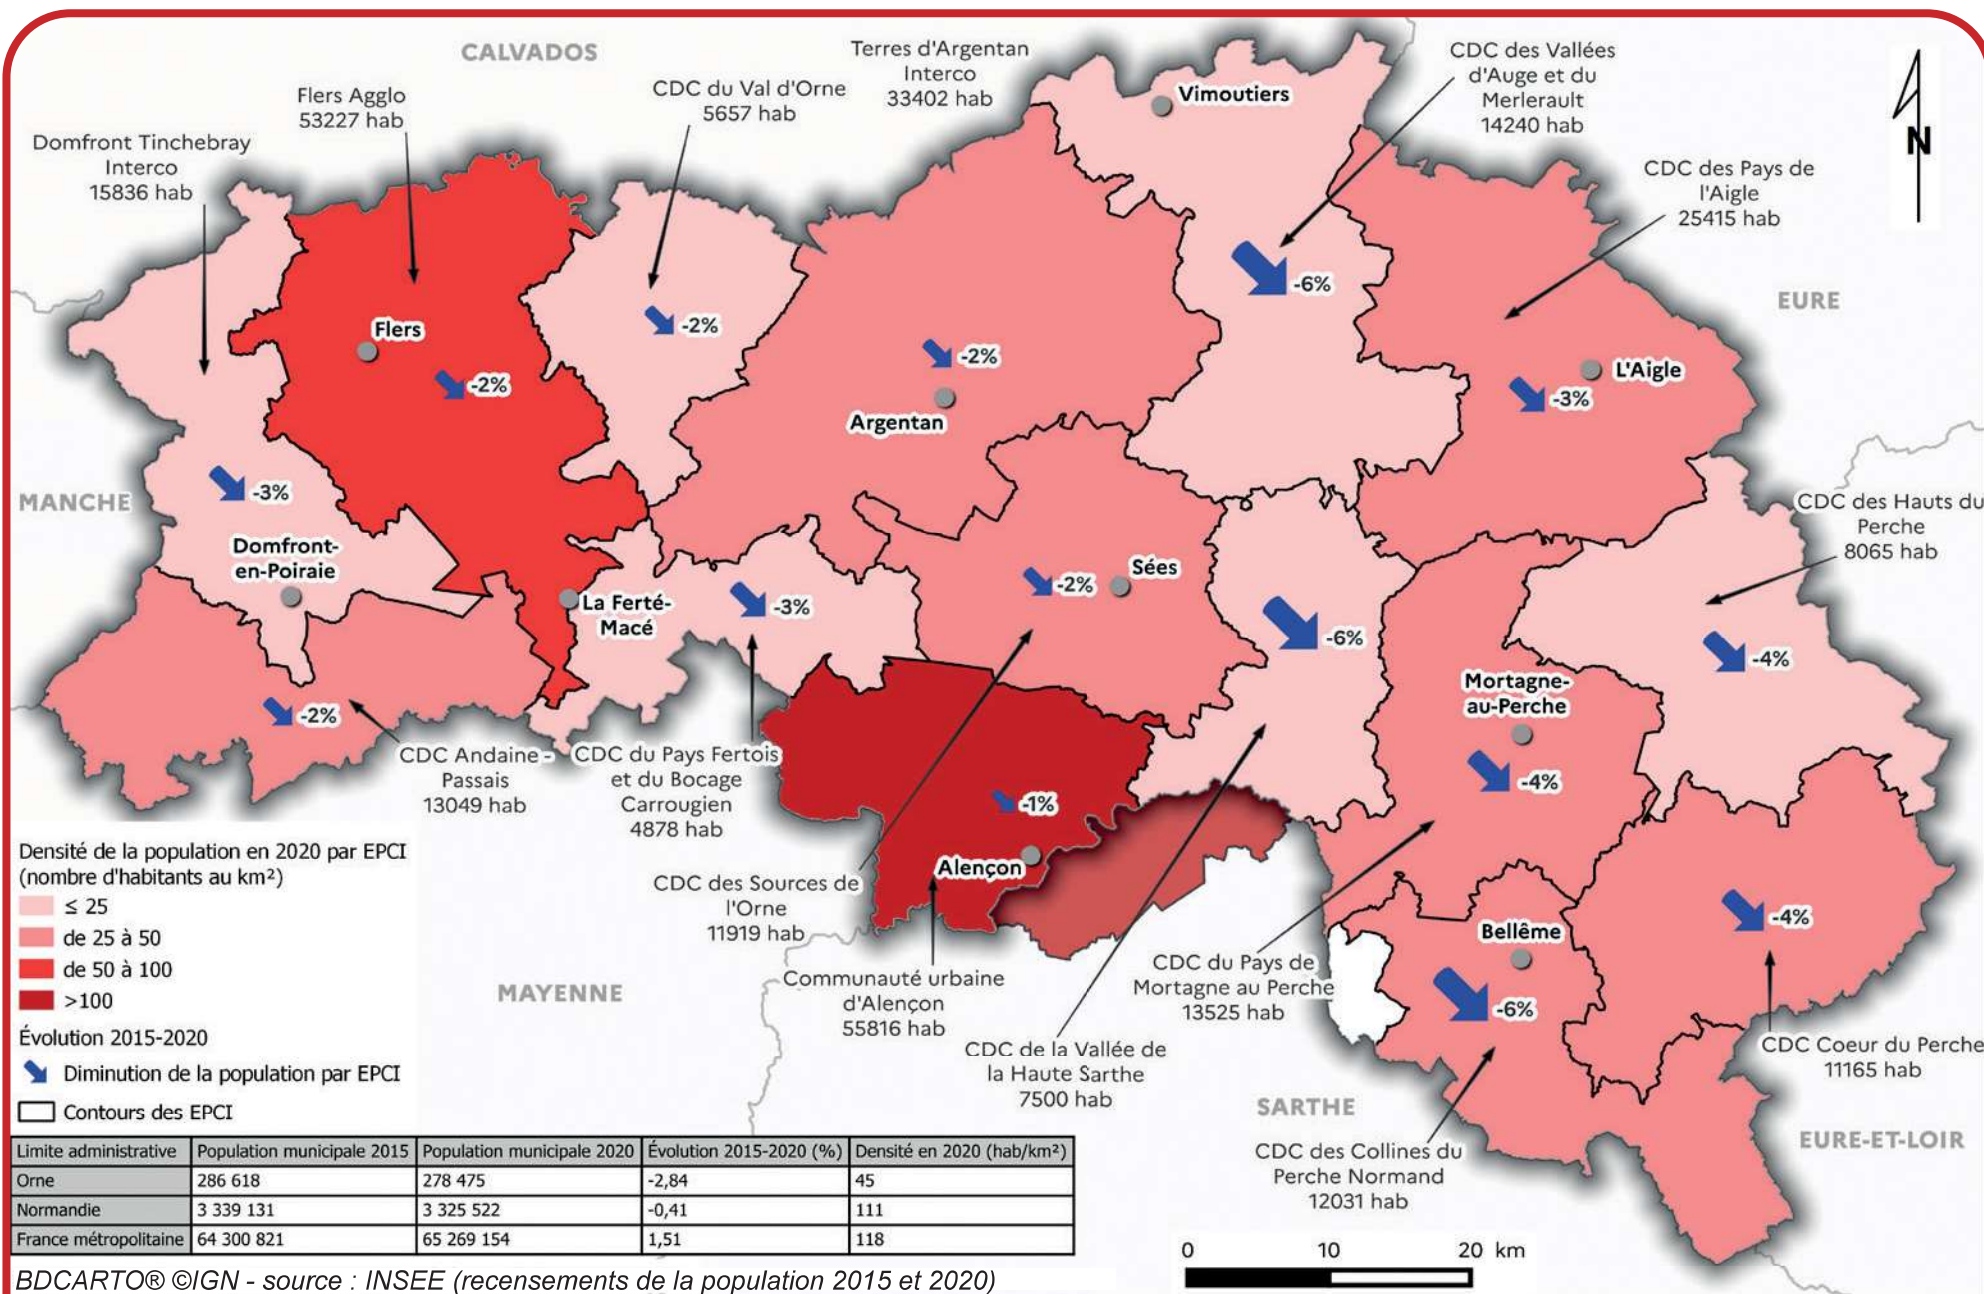 CALVADOS
Terres d'Argentan
Interco
33402 hab
CDC des Vallées
d'Auge et du
Merlerault
14240 hab
N
Flers Agglo
53227 hab
CDC du Val d'Orne
5657 hab
Vimoutiers
Domfront Tinchebray
Interco
15836 hab
CDC des Pays de
l'Aigle
25415 hab
-6%
EURE
Flers
-2%
-2%
-2%
L'Aigle
-3%
Argentan
MANCHE
-3%
CDC des Hauts du
Perche
8065 hab
Domfront-
en-Poiraie
Sées
-2%
La Ferté-
Macé
-3%
-6%
-4%
Mortagne-
au-Perche
-2%
-4%
CDC Andaine -
Passais
13049 hab
CDC du Pays Fertois
et du Bocage
Carrougien
4878 hab
-1%
Alençon
CDC des Sources de
l'Orne
11919 hab
-4%
Bellême
-6%
Densité de la population en 2020 par EPCI
(nombre d'habitants au km²)
≤ 25
de 25 à 50
de 50 à 100
>100
Évolution 2015-2020
Diminution de la population par EPCI
Contours des EPCI
MAYENNE
Communauté urbaine
d'Alençon
55816 hab
CDC de la Vallée de
la Haute Sarthe
7500 hab
CDC du Pays de
Mortagne au Perche
13525 hab
CDC Coeur du Perche
11165 hab
SARTHE
CDC des Collines du
Perche Normand
12031 hab
EURE-ET-LOIR
Limite administrative Population municipale 2015 Population municipale 2020 Évolution 2015-2020 (%) Densité en 2020 (hab/km²)
Orne 286 618 278 475 -2,84 45
Normandie 3 339 131 3 325 522 -0,41 111
France métropolitaine 64 300 821 65 269 154 1,51 118
0 10 20 km
BDCARTO® ©IGN - source : INSEE (recensements de la population 2015 et 2020)